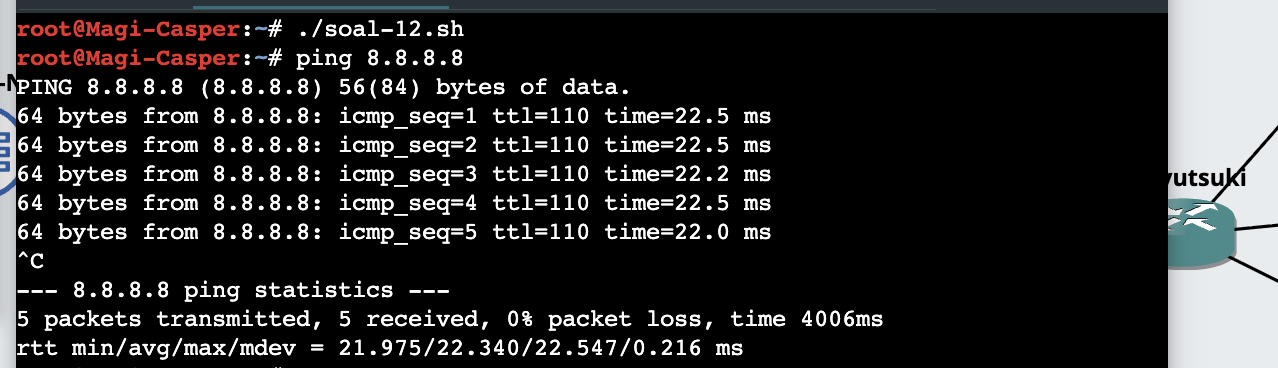 root@Magi-Casper:~# ./soal-12.sh
root@Magi-Casper:~# ping 8.8.8.8
PING 8.8.8.8 (8.8.8.8) 56(84) bytes of data.
64 bytes from 8.8.8.8: icmp_seq=1 ttl=110 time=22.5 ms
64 bytes from 8.8.8.8: icmp_seq=2 ttl=110 time=22.5 ms
64 bytes from 8.8.8.8: icmp_seq=3 ttl=110 time=22.2 ms
64 bytes from 8.8.8.8: icmp_seq=4 ttl=110 time=22.5 ms
64 bytes from 8.8.8.8: icmp_seq=5 ttl=110 time=22.0 ms
^C
--- 8.8.8.8 ping statistics ---
5 packets transmitted, 5 received, 0% packet loss, time 4006ms
rtt min/avg/max/mdev = 21.975/22.340/22.547/0.216 ms
yutsuki